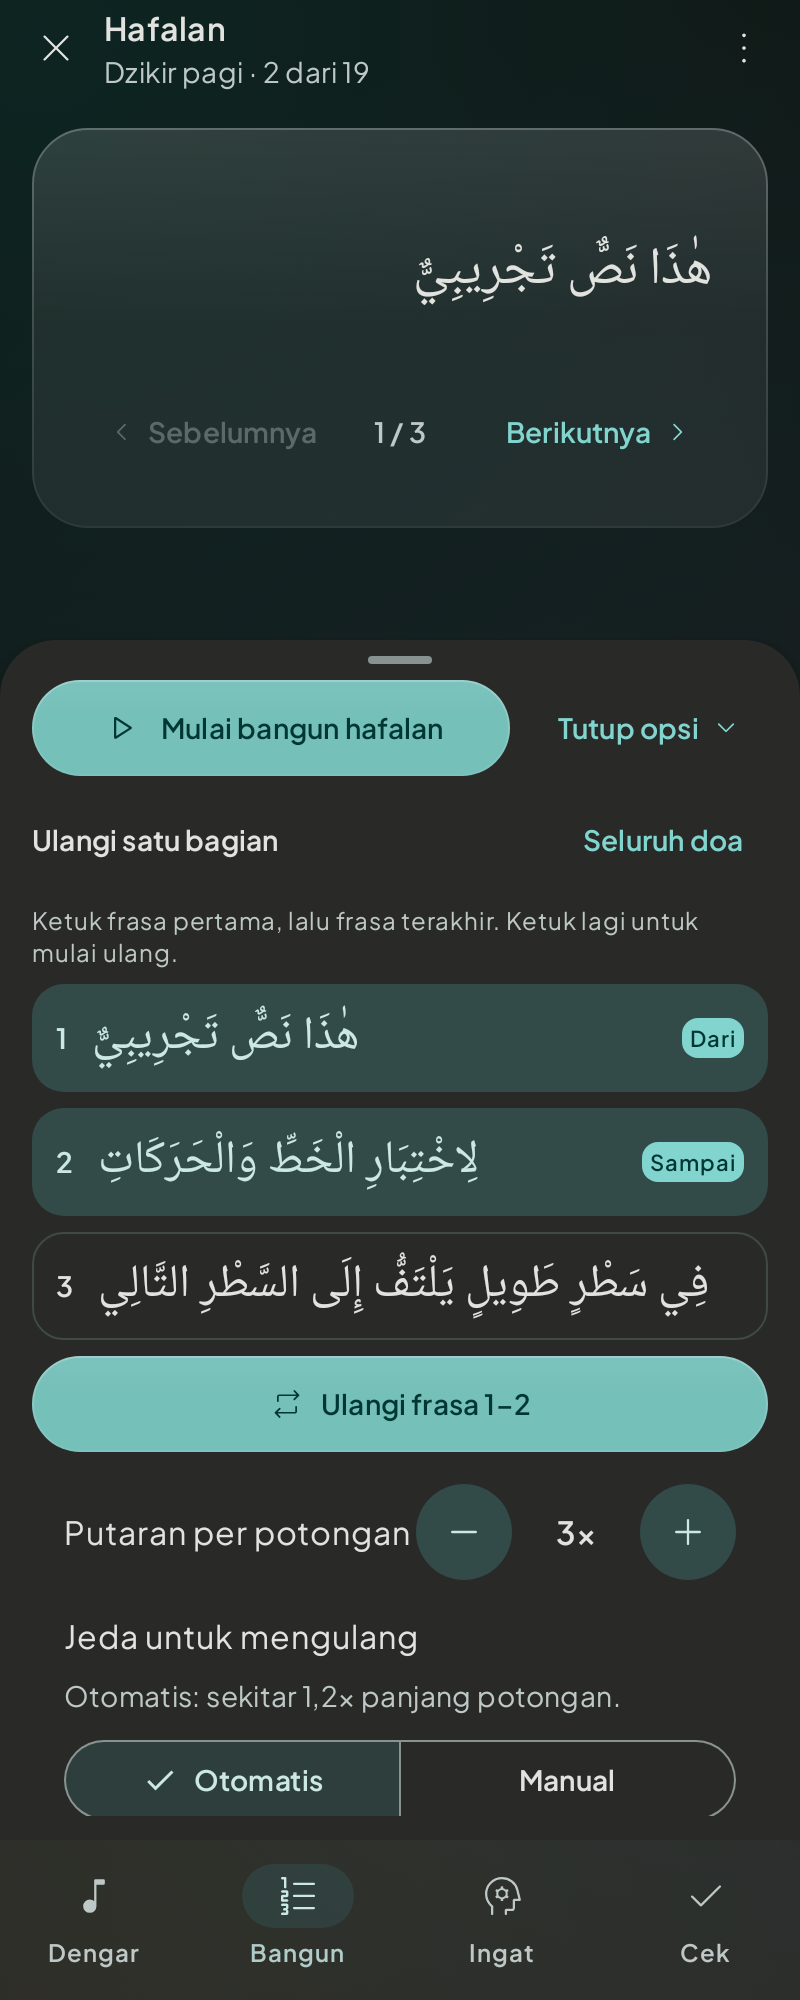 Hafalan
Dzikir pagi · 2 dari 19
هٰذَا نَصٌّ تَجْرِيبِيٌّ
Sebelumnya
1 / 3
Berikutnya
Mulai bangun hafalan
Tutup opsi
Ulangi satu bagian
Seluruh doa
Ketuk frasa pertama, lalu frasa terakhir. Ketuk lagi untuk
mulai ulang.
1 هٰذَا نَصٌّ تَجْرِيبِيٌّ
Dari
2 لِاخْتِبَارِ الْخَطِّ وَالْحَرَكَاتِ
Sampai
3 فِي سَطْرٍ طَوِيلٍ يَلْتَفُّ إِلَى السَّطْرِ التَّالِي
Ulangi frasa 1–2
Putaran per potongan
3×
Jeda untuk mengulang
Otomatis: sekitar 1,2× panjang potongan.
Otomatis
Manual
Dengar
Bangun
Ingat
Cek